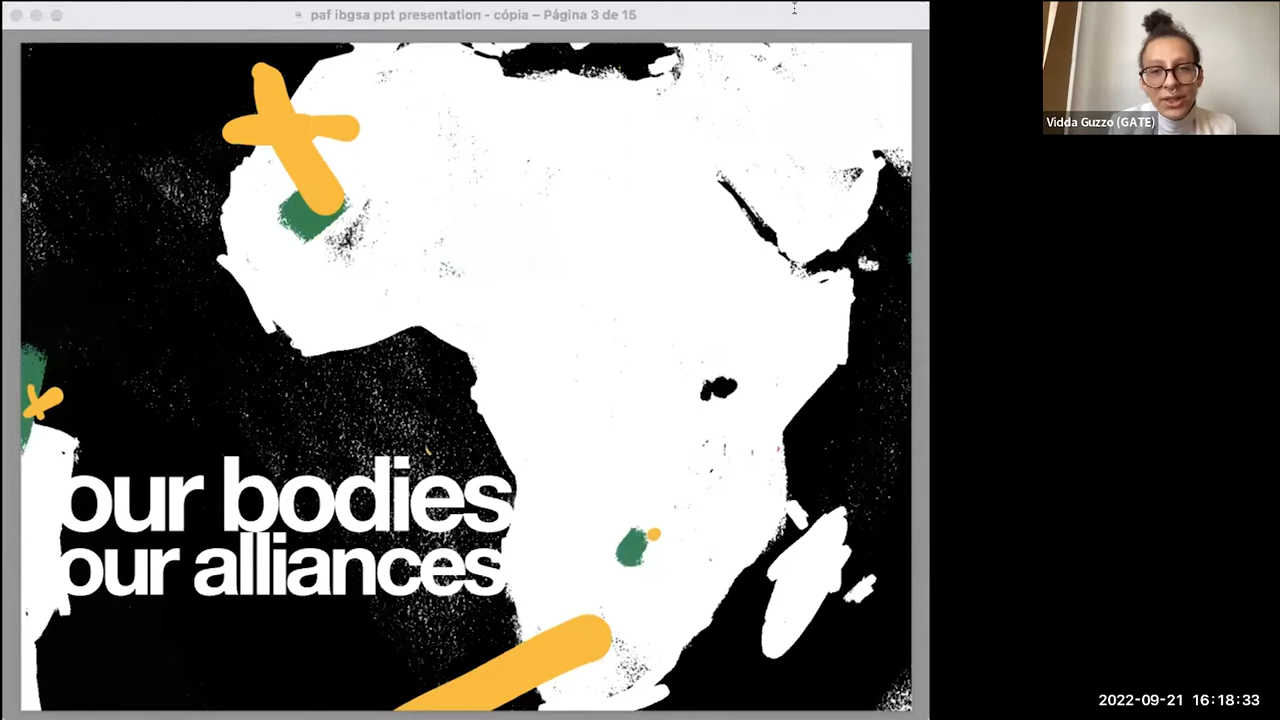 paf ibgsa ppt presentation - cópia – Página 3 de 15
Vidda Guzzo (GATE)
our bodies
our alliances
2022-09-21 16:18:33